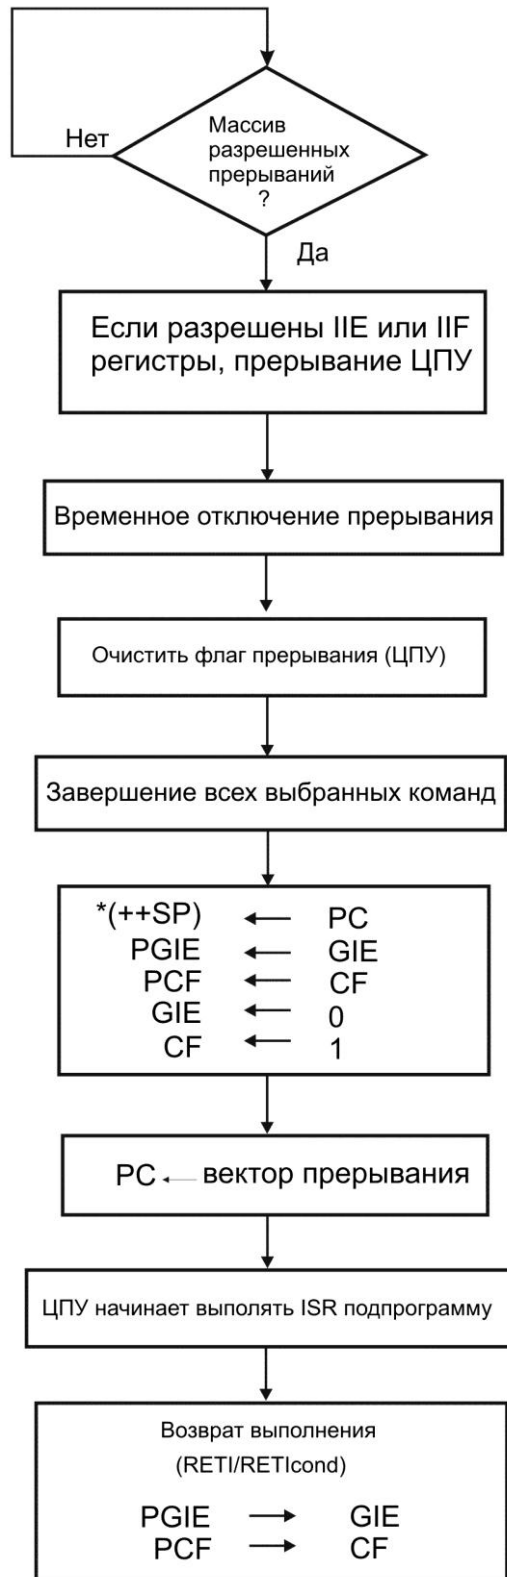 Массив
разрешенных
прерываний
?
Нет
Да
Если разрешены IIE или IIF
регистры, прерывание ЦПУ
Временное отключение прерывания
Очистить флаг прерывания (ЦПУ)
Завершение всех выбранных команд
*(++SP) ← PC
PGIE ← GIE
PCF ← CF
GIE ← 0
CF ← 1
PC ← вектор прерывания
ЦПУ начинает выполять ISR подпрограмму
Возврат выполнения
(RETI/RETIcond)
PGIE → GIE
PCF → CF